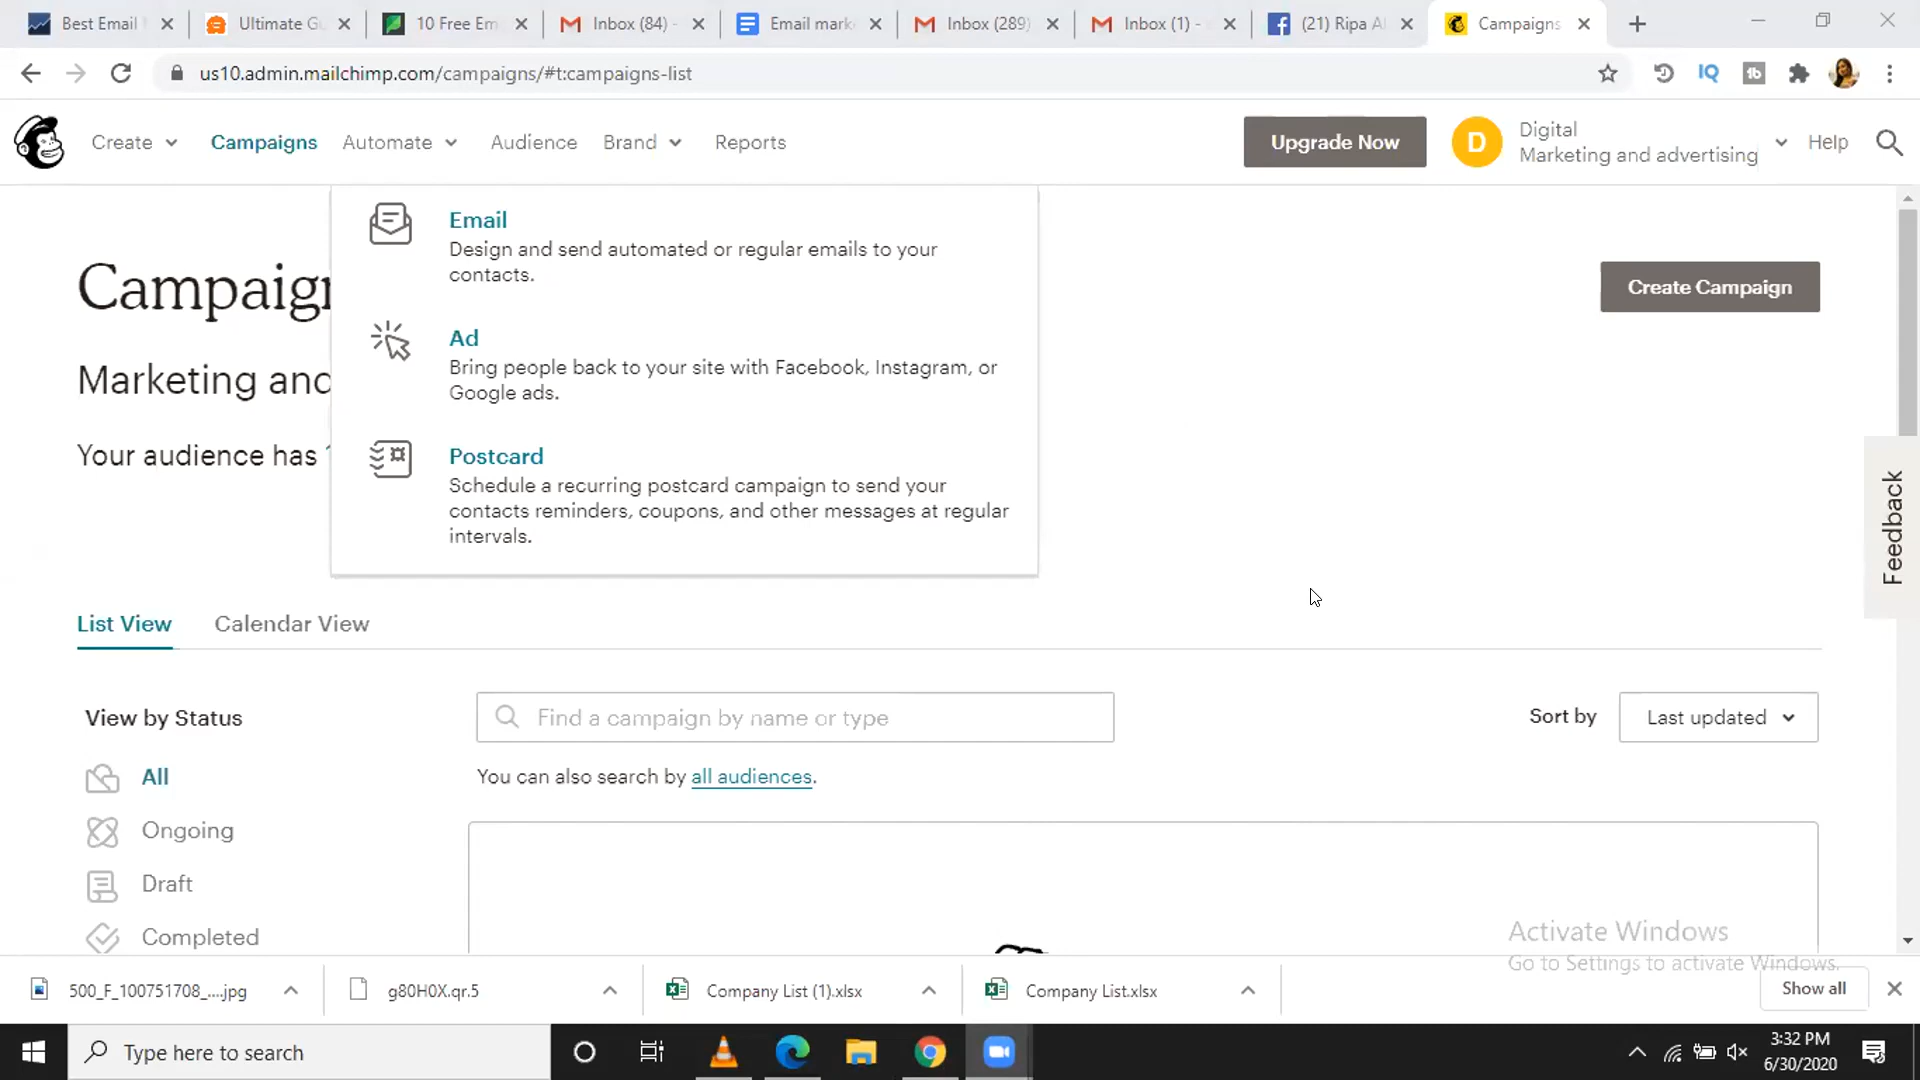 Best Email
Ultimate Gu
10 Free Em
Inbox (84) -
Email mark
Inbox (289)
Inbox (1) -
(21) Ripa A
Campaigns
us10.admin.mailchimp.com/campaigns/#t:campaigns-list
Create
Campaigns
Automate
Audience
Brand
Reports
Upgrade Now
D
Digital
Marketing and advertising
Help
Email
Design and send automated or regular emails to your
contacts.
Ad
Bring people back to your site with Facebook, Instagram, or
Google ads.
Postcard
Schedule a recurring postcard campaign to send your
contacts reminders, coupons, and other messages at regular
intervals.
Campaign
Create Campaign
Marketing and
Your audience has
Feedback
List View
Calendar View
View by Status
Find a campaign by name or type
Sort by
Last updated
You can also search by all audiences.
All
Ongoing
Draft
Completed
Activate Windows
Go to Settings to activate Windows.
500_F_100751708_....jpg
g80H0X.qr.5
Company List (1).xlsx
Company List.xlsx
Show all
Type here to search
3:32 PM
6/30/2020